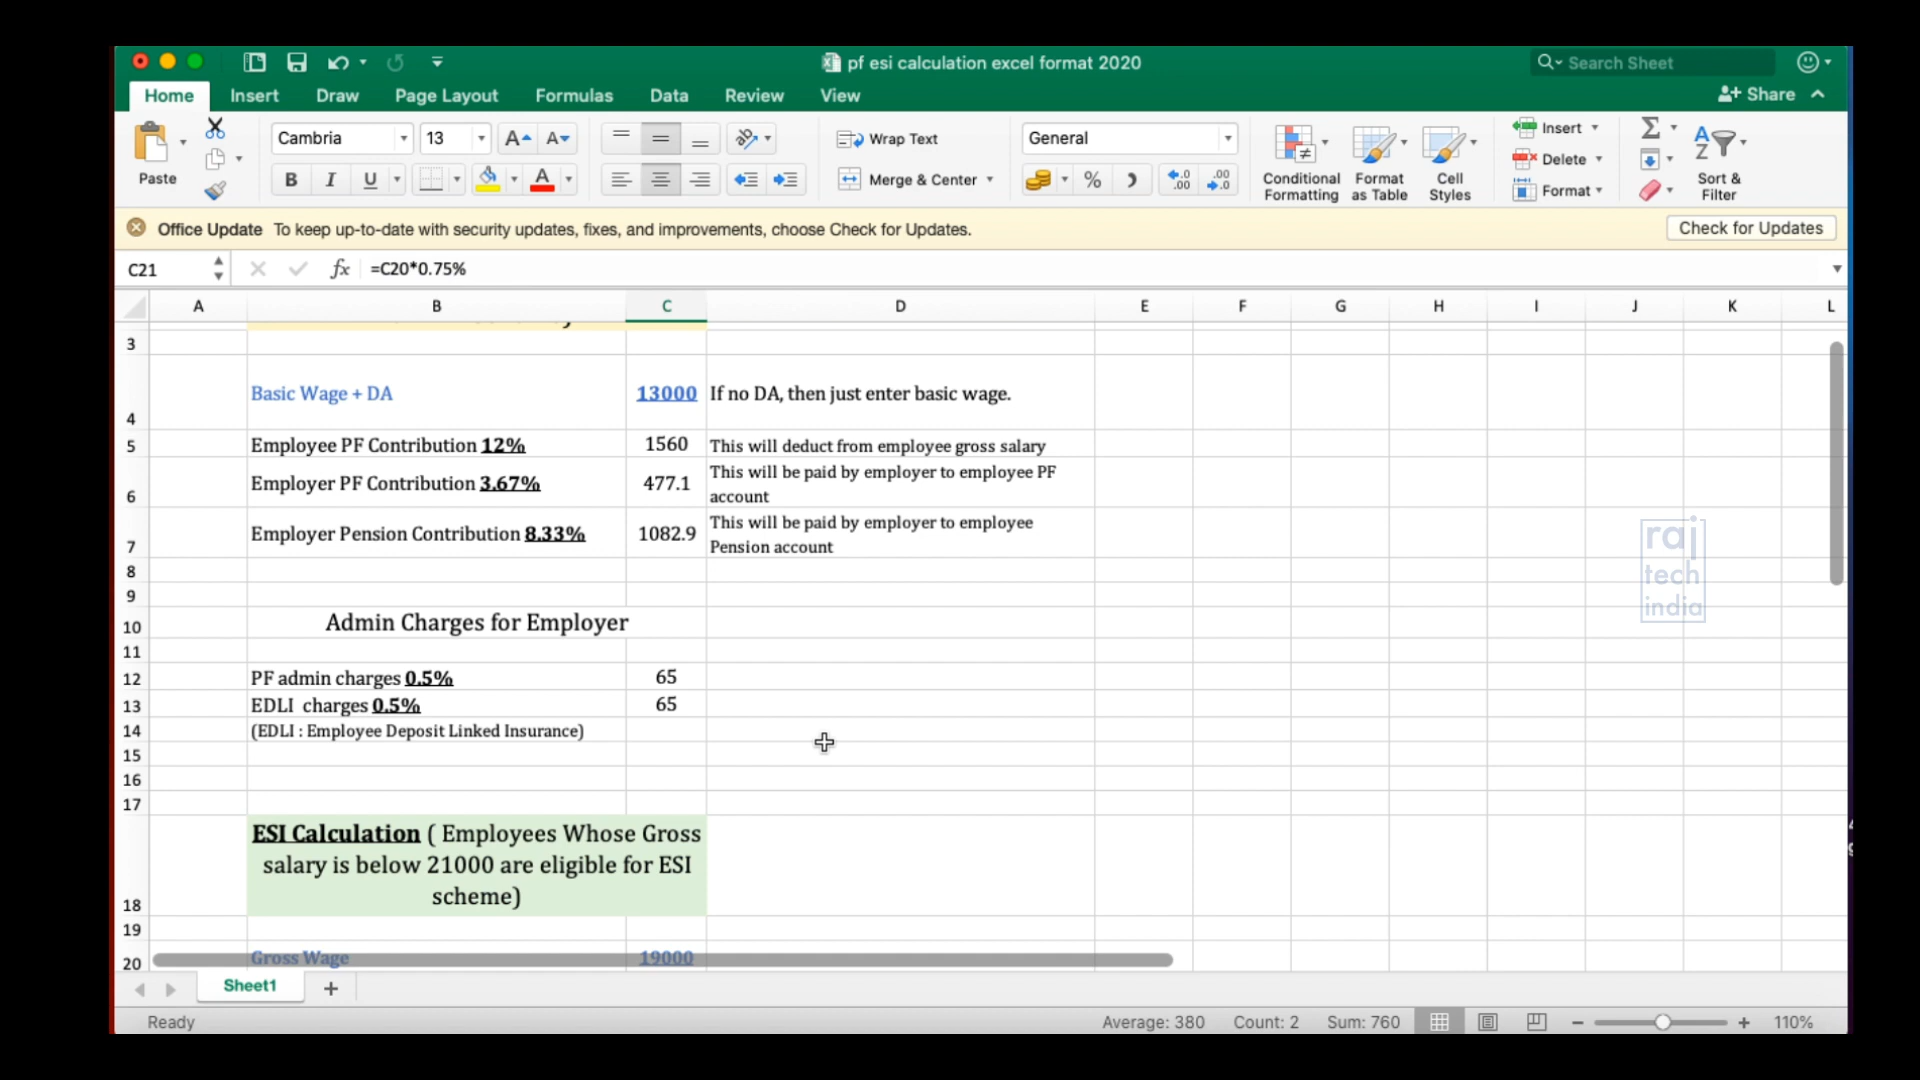 pf esi calculation excel format 2020
Search Sheet
Home Insert Draw Page Layout Formulas Data Review View
Share
Paste
Cambria 13
B I U
Wrap Text
Merge & Center
General
Conditional Formatting
Format as Table
Cell Styles
Insert
Delete
Format
Sort & Filter
Office Update To keep up-to-date with security updates, fixes, and improvements, choose Check for Updates.
Check for Updates
C21 fx =C20*0.75%
A B C D E F G H I J K L
3
4 Basic Wage + DA 13000 If no DA, then just enter basic wage.
5 Employee PF Contribution 12% 1560 This will deduct from employee gross salary
6 Employer PF Contribution 3.67% 477.1 This will be paid by employer to employee PF
account
7 Employer Pension Contribution 8.33% 1082.9 This will be paid by employer to employee
Pension account
8
9
10 Admin Charges for Employer
11
12 PF admin charges 0.5% 65
13 EDLI charges 0.5% 65
14 (EDLI : Employee Deposit Linked Insurance)
15
16
17
18 ESI Calculation ( Employees Whose Gross
salary is below 21000 are eligible for ESI
scheme)
19
20 Gross Wage 19000
raj
tech
india
Sheet1
Ready
Average: 380 Count: 2 Sum: 760 110%